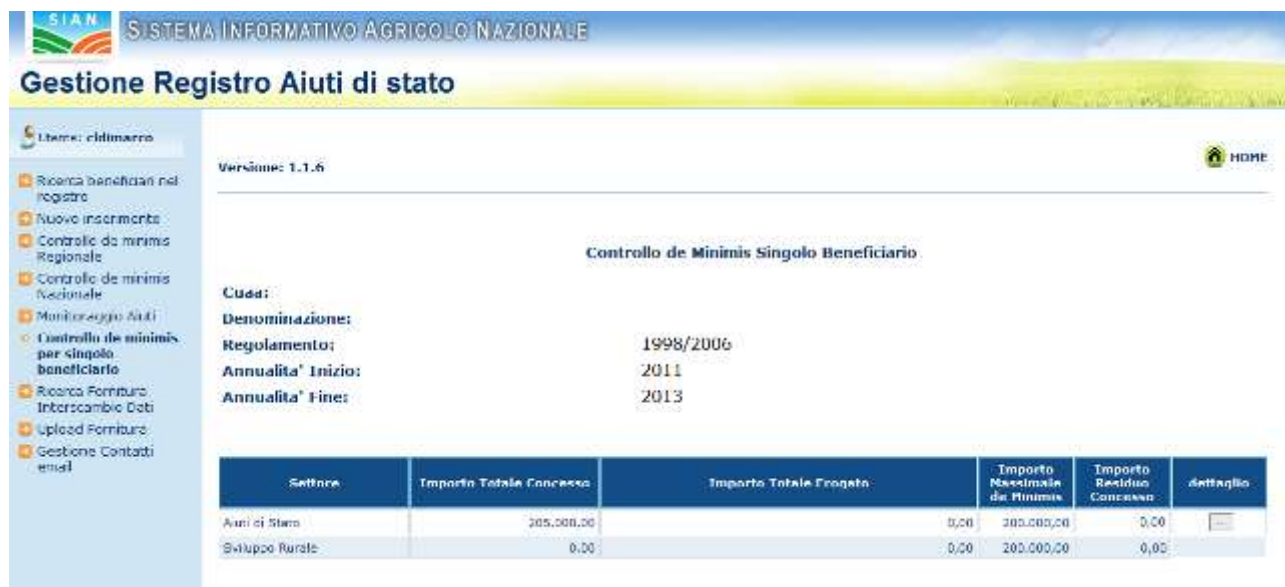 SIAN
SISTEMA INFORMATIVO AGRICOLO NAZIONALE
Gestione Registro Aiuti di stato
Utente: cldimarco
HOME
Versione: 1.1.6
Ricerca beneficiari nel
registro
Nuovo inserimento
Controllo de minimis
Regionale
Controllo de minimis
Nazionale
Monitoraggio Aiuti
Controllo de minimis
per singolo
beneficiario
Ricerca Fornitura
Interscambio Dati
Upload Fornitura
Gestione Contatti
email
Controllo de Minimis Singolo Beneficiario
Cuaa:
Denominazione:
Regolamento: 1998/2006
Annualita' Inizio: 2011
Annualita' Fine: 2013
Settore Importo Totale Concesso Importo Totale Erogato Importo Massimale de Minimis Importo Residuo Concesso dettaglio
Aiuti di Stato 205.000,00 0,00 200.000,00 0,00 ...
Sviluppo Rurale 0,00 0,00 200.000,00 0,00